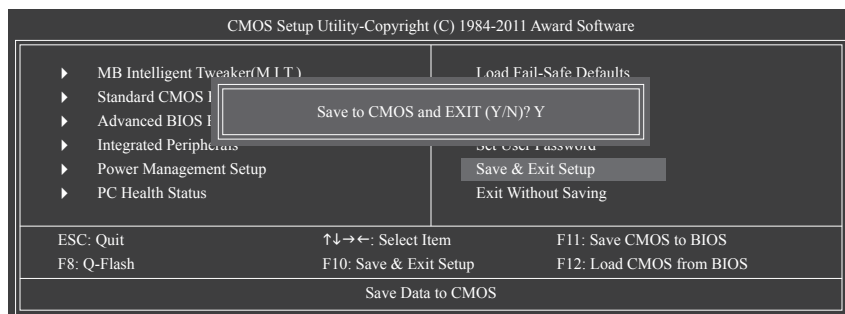 CMOS Setup Utility-Copyright (C) 1984-2011 Award Software
MB Intelligent Tweaker(M.I.T.)
Standard CMOS
Advanced BIOS
Integrated Peripherals
Power Management Setup
PC Health Status
Load Fail-Safe Defaults
Set User Password
Save & Exit Setup
Exit Without Saving
Save to CMOS and EXIT (Y/N)? Y
ESC: Quit ↑↓→←: Select Item F11: Save CMOS to BIOS
F8: Q-Flash F10: Save & Exit Setup F12: Load CMOS from BIOS
Save Data to CMOS